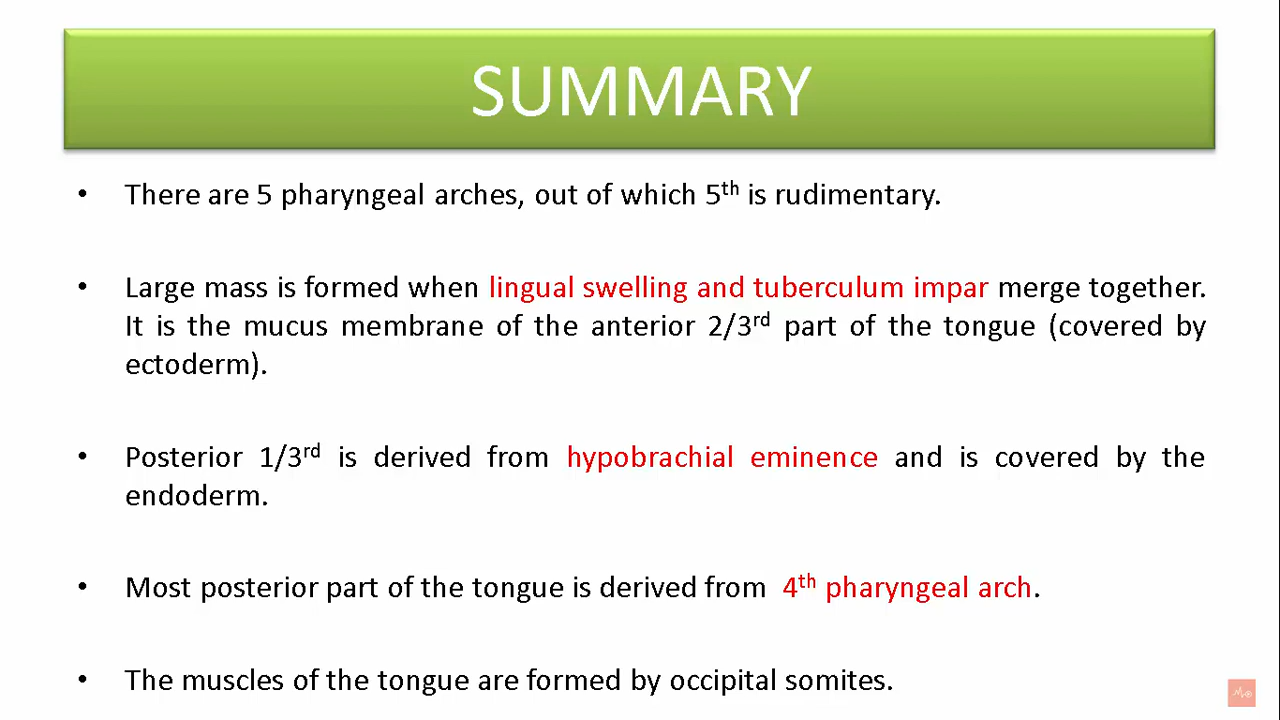 SUMMARY
• There are 5 pharyngeal arches, out of which 5th is rudimentary.
• Large mass is formed when lingual swelling and tuberculum impar merge together.
It is the mucus membrane of the anterior 2/3rd part of the tongue (covered by
ectoderm).
• Posterior 1/3rd is derived from hypobrachial eminence and is covered by the
endoderm.
• Most posterior part of the tongue is derived from 4th pharyngeal arch.
• The muscles of the tongue are formed by occipital somites.